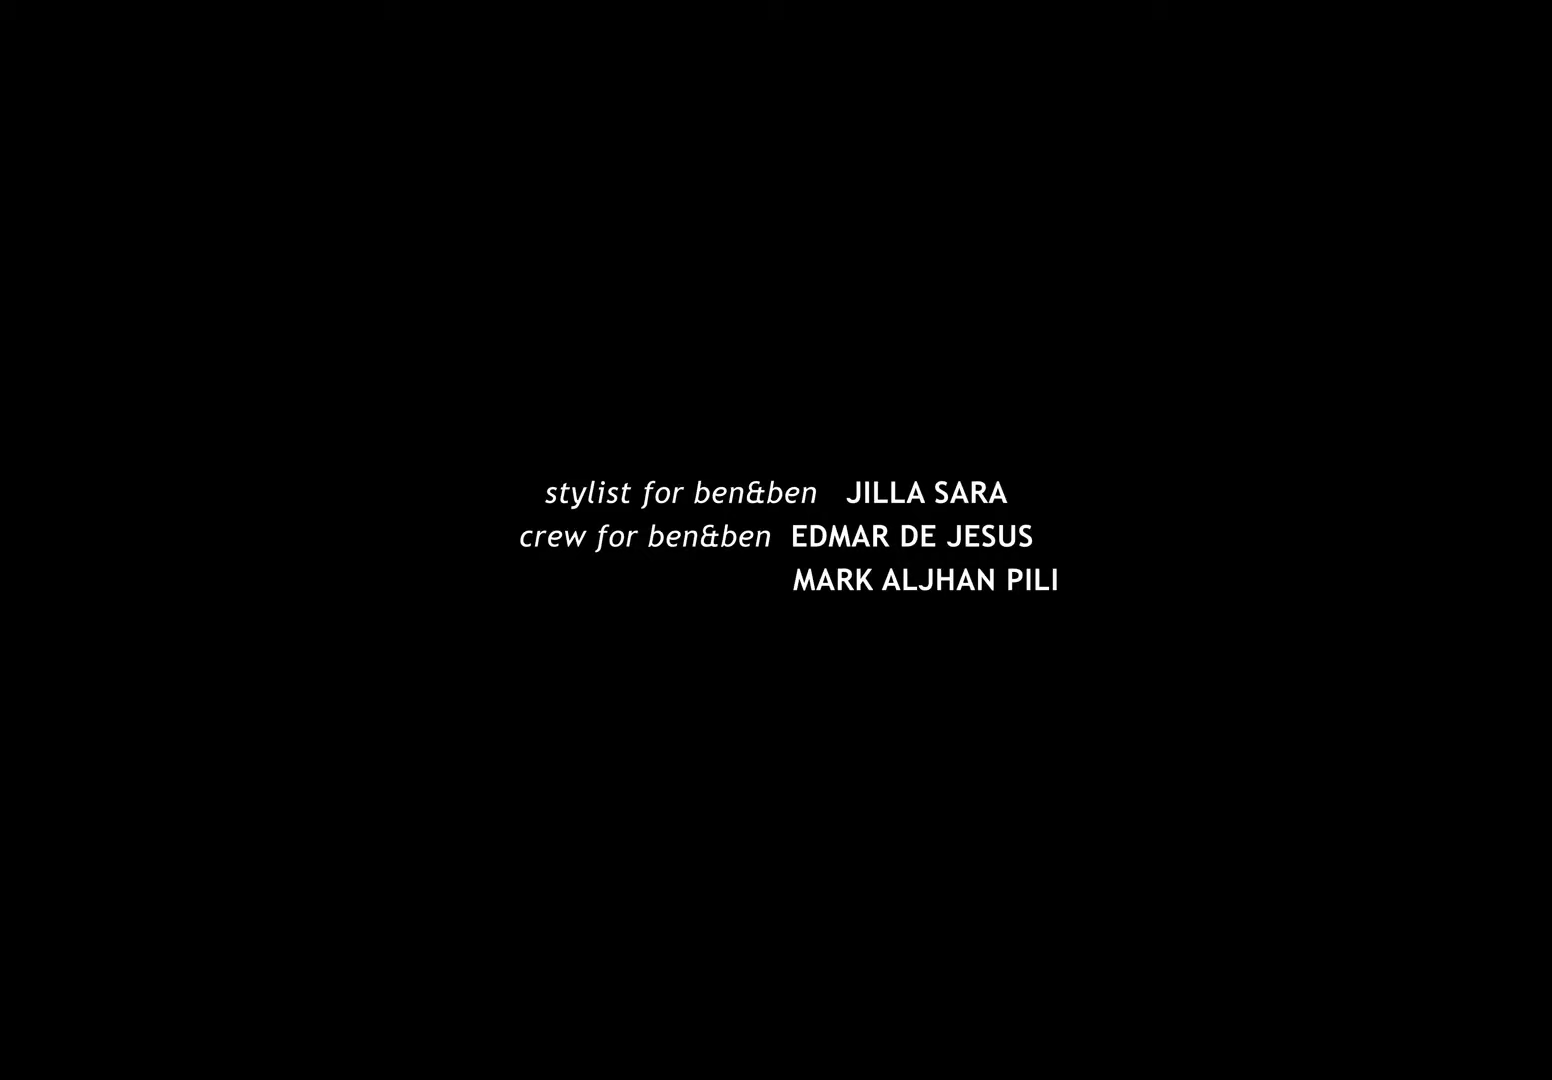 stylist for ben&ben JILLA SARA
crew for ben&ben EDMAR DE JESUS
MARK ALJHAN PILI